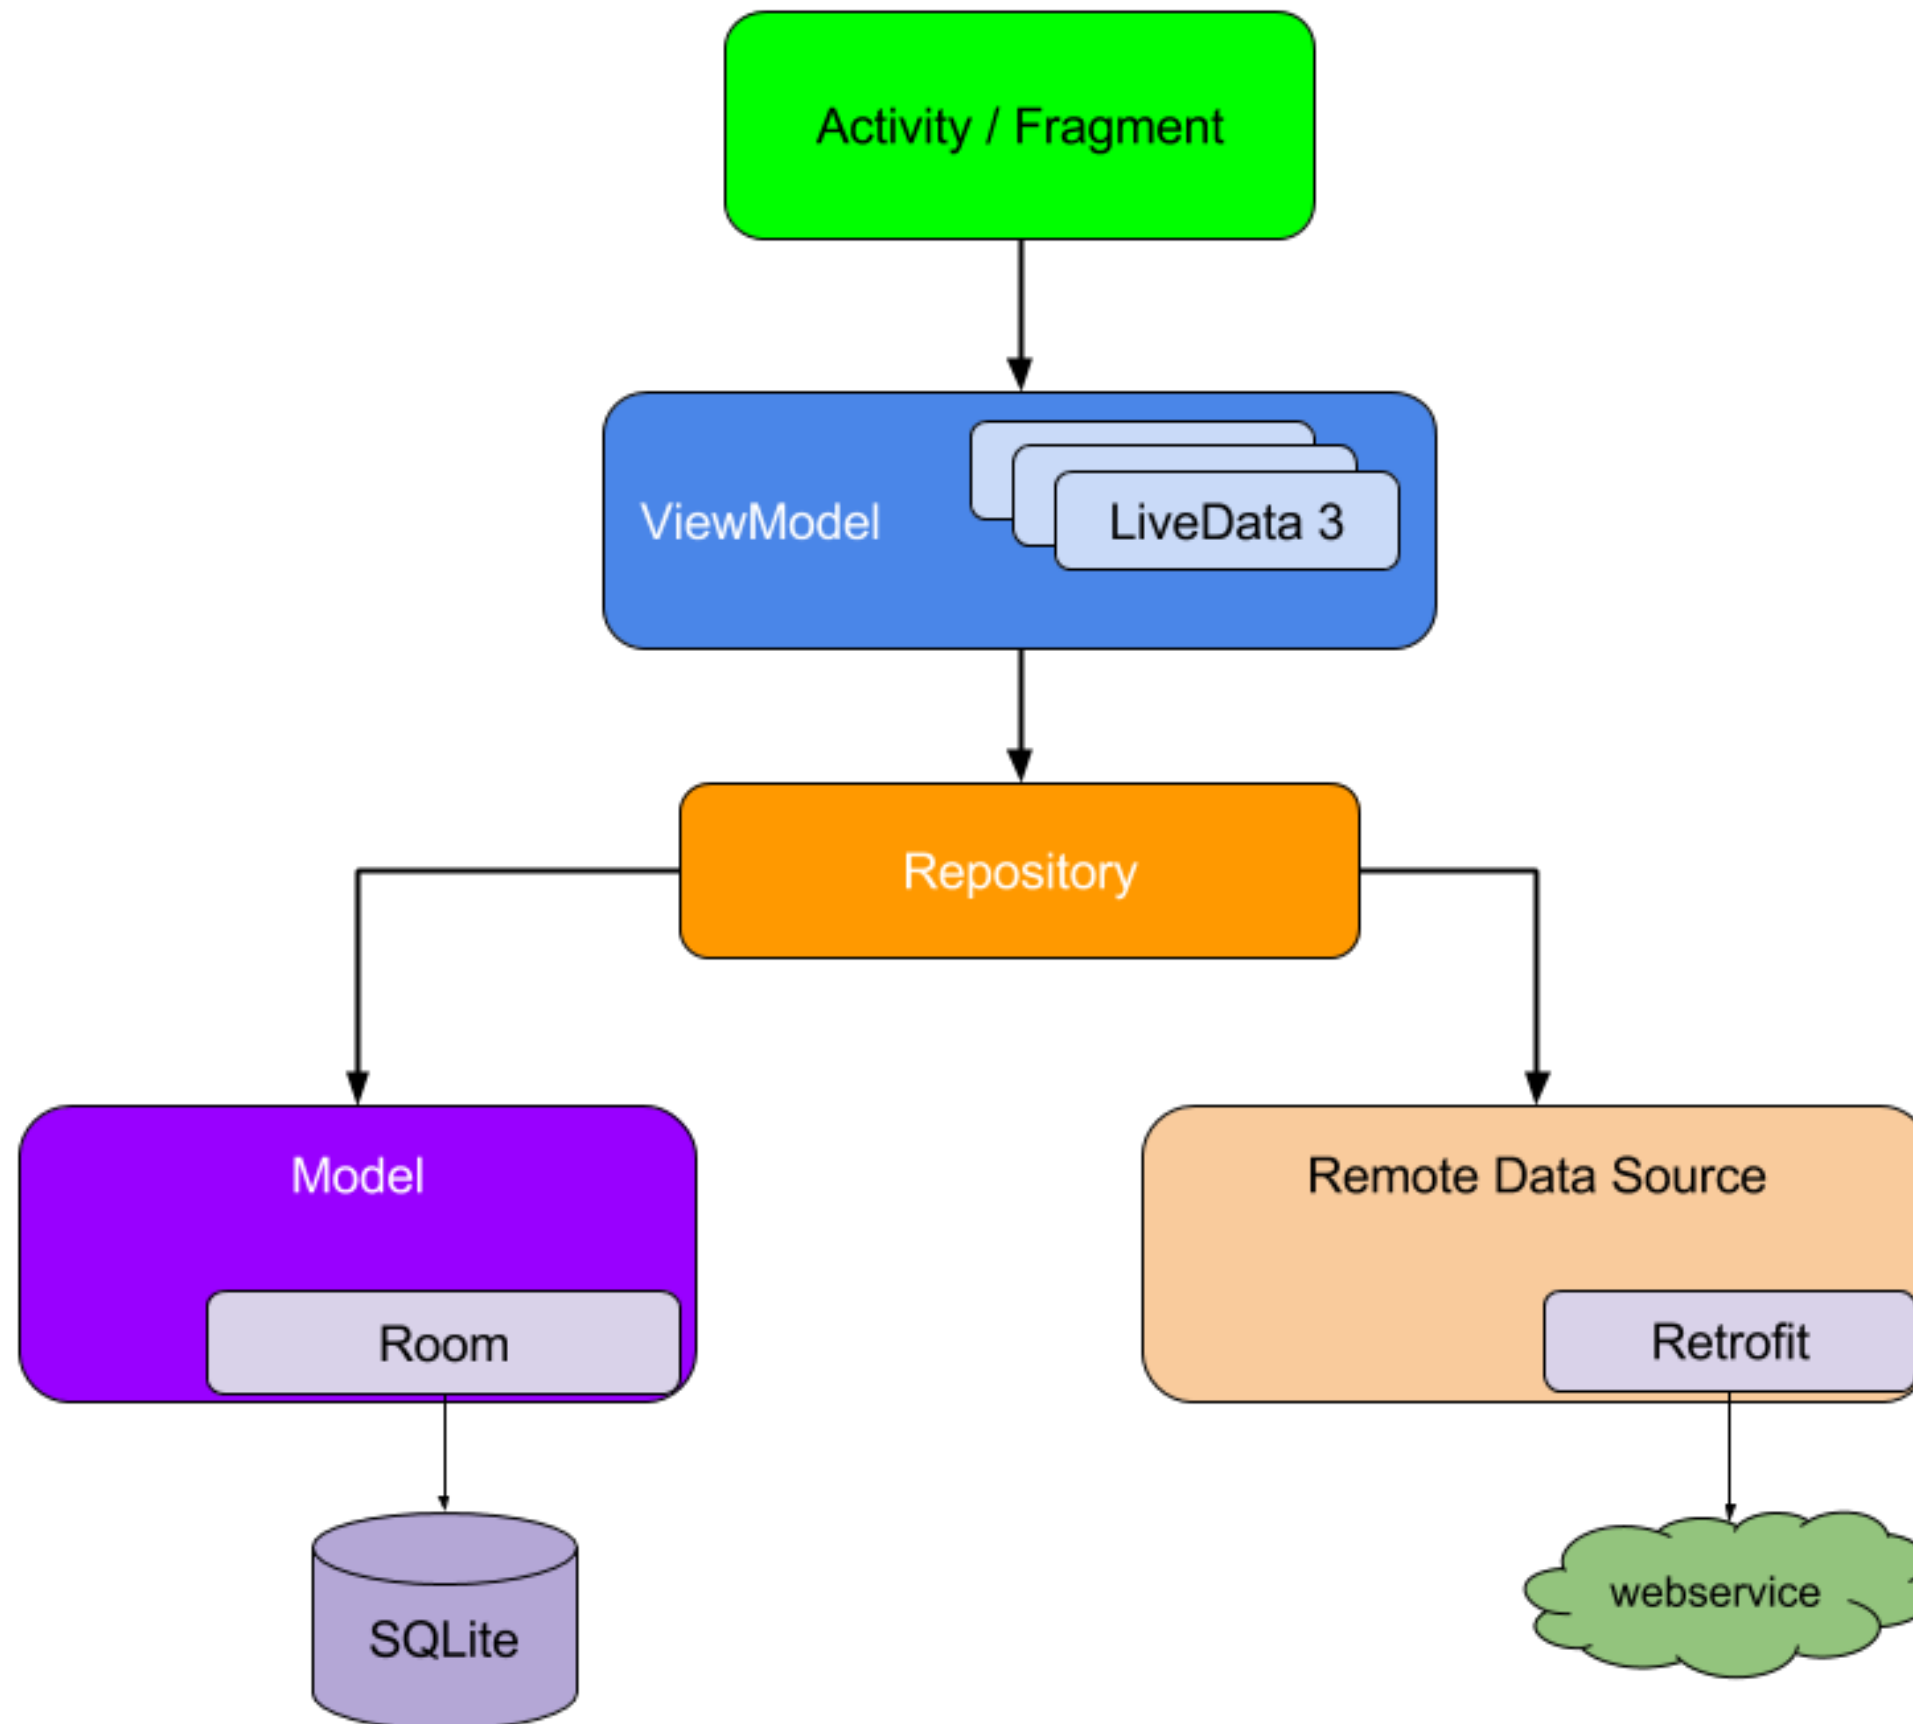 Activity / Fragment
ViewModel
LiveData 3
Repository
Model
Remote Data Source
Room
Retrofit
SQLite
webservice